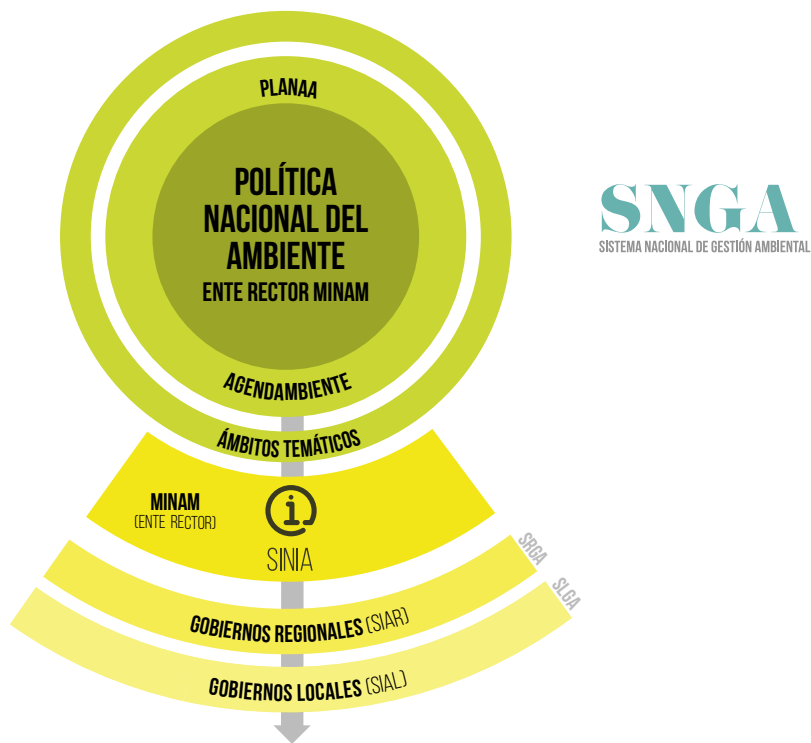 PLANAA
POLÍTICA
NACIONAL DEL
AMBIENTE
ENTE RECTOR MINAM
AGENDAMBIENTE
ÁMBITOS TEMÁTICOS
SNGA
SISTEMA NACIONAL DE GESTIÓN AMBIENTAL
MINAM
(ENTE RECTOR)
i
SINIA
SRGA
SLGA
GOBIERNOS REGIONALES (SIAR)
GOBIERNOS LOCALES (SIAL)